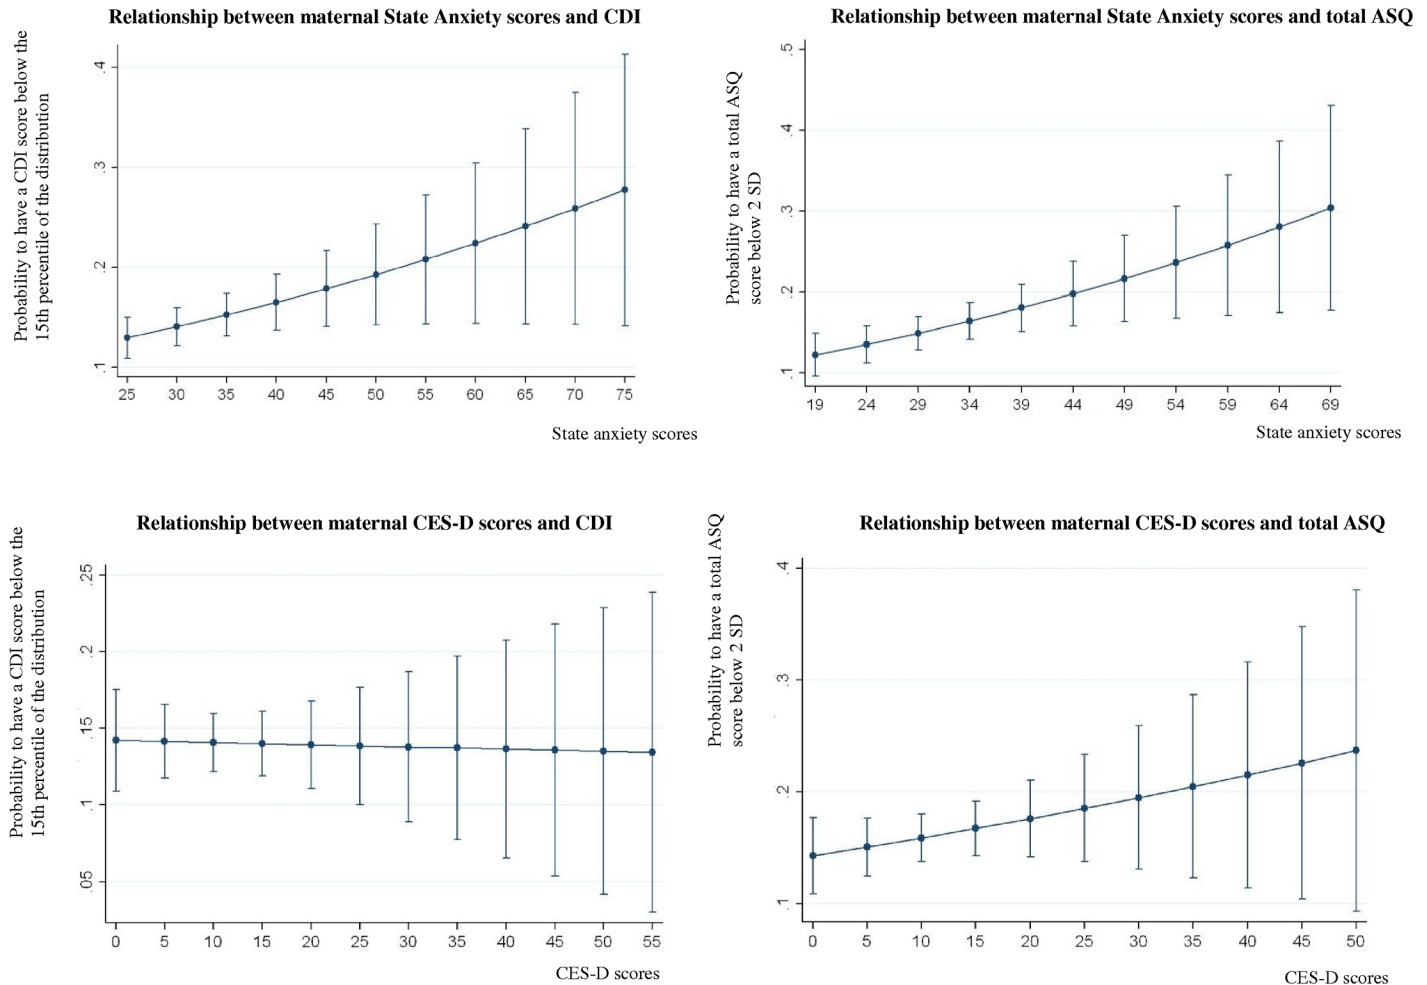 Relationship between maternal State Anxiety scores and CDI
Probability to have a CDI score below the
15th percentile of the distribution
.4
.3
.2
.1
25 30 35 40 45 50 55 60 65 70 75
State anxiety scores
Relationship between maternal State Anxiety scores and total ASQ
Probability to have a total ASQ
score below 2 SD
.5
.4
.3
.2
.1
19 24 29 34 39 44 49 54 59 64 69
State anxiety scores
Relationship between maternal CES-D scores and CDI
Probability to have a CDI score below the
15th percentile of the distribution
.25
.2
.15
.1
.05
0 5 10 15 20 25 30 35 40 45 50 55
CES-D scores
Relationship between maternal CES-D scores and total ASQ
Probability to have a total ASQ
score below 2 SD
.4
.3
.2
.1
0 5 10 15 20 25 30 35 40 45 50
CES-D scores